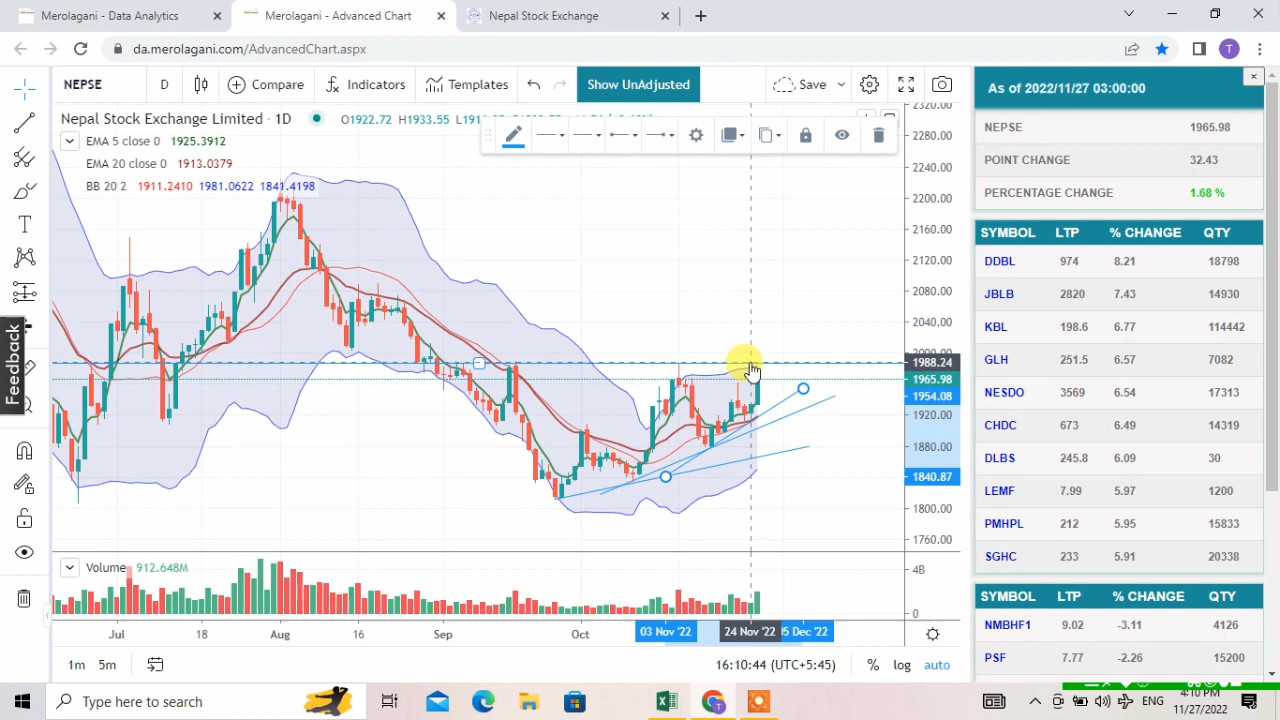 Merolagani - Data Analytics
Merolagani - Advanced Chart
Nepal Stock Exchange
da.merolagani.com/AdvancedChart.aspx
T
NEPSE
D
Compare
Indicators
Templates
Show UnAdjusted
Save
Nepal Stock Exchange Limited · 1D
O1922.72 H1933.55
EMA 5 close 0 1925.3912
EMA 20 close 0 1913.0379
BB 20 2 1911.2410 1981.0622 1841.4198
2320.00
2280.00
2240.00
2200.00
2160.00
2120.00
2080.00
2040.00
2000.00
1988.24
1965.98
1954.08
1920.00
1880.00
1840.87
1800.00
1760.00
Feedback
T
Volume 912.648M
4B
0
Jul
18
Aug
16
Sep
Oct
03 Nov '22
24 Nov '22
5 Dec '22
1m
5m
16:10:44 (UTC+5:45)
%
log
auto
As of 2022/11/27 03:00:00
NEPSE 1965.98
POINT CHANGE 32.43
PERCENTAGE CHANGE 1.68 %
SYMBOL LTP % CHANGE QTY
DDBL 974 8.21 18798
JBLB 2820 7.43 14930
KBL 198.6 6.77 114442
GLH 251.5 6.57 7082
NESDO 3569 6.54 17313
CHDC 673 6.49 14319
DLBS 245.8 6.09 30
LEMF 7.99 5.97 1200
PMHPL 212 5.95 15833
SGHC 233 5.91 20338
SYMBOL LTP % CHANGE QTY
NMBHF1 9.02 -3.11 4126
PSF 7.77 -2.26 15200
Type here to search
ENG
4:10 PM
11/27/2022